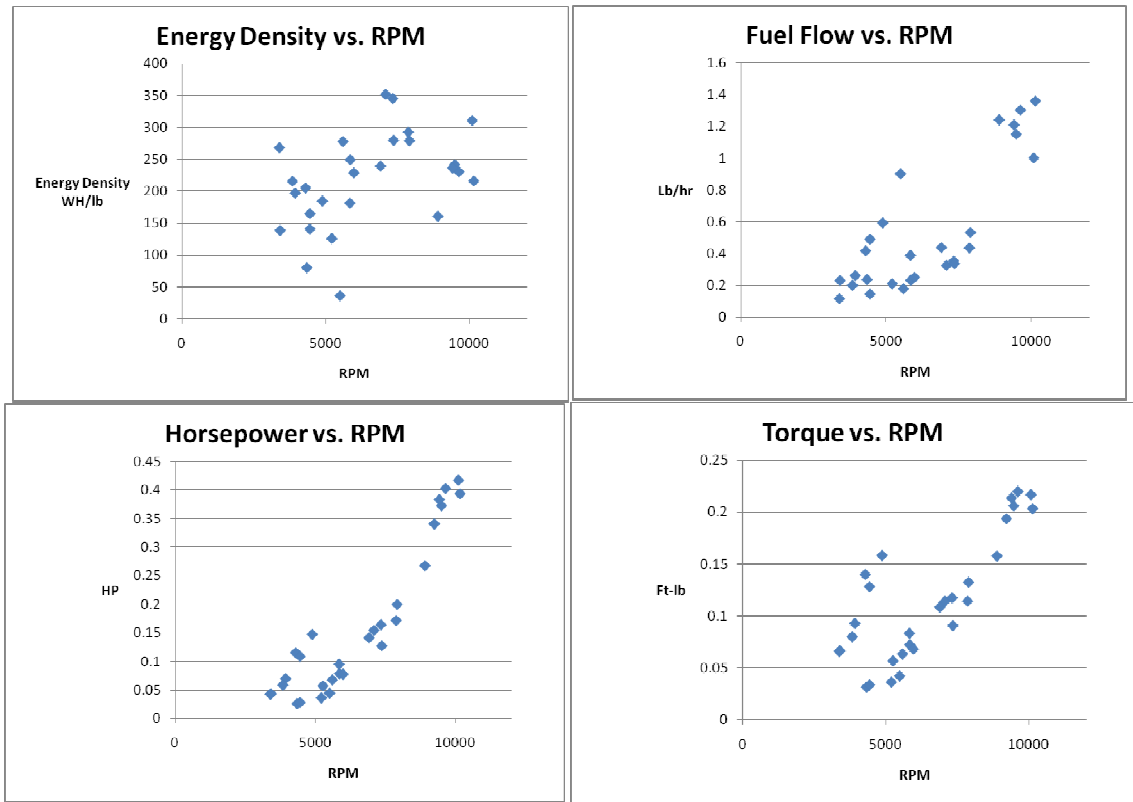 Energy Density vs. RPM
400
350
300
250
200
150
100
50
0
Energy Density
WH/lb
0 5000 10000
RPM
Fuel Flow vs. RPM
1.6
1.4
1.2
1
0.8
0.6
0.4
0.2
0
Lb/hr
0 5000 10000
RPM
Horsepower vs. RPM
0.45
0.4
0.35
0.3
0.25
0.2
0.15
0.1
0.05
0
HP
0 5000 10000
RPM
Torque vs. RPM
0.25
0.2
0.15
0.1
0.05
0
Ft-lb
0 5000 10000
RPM